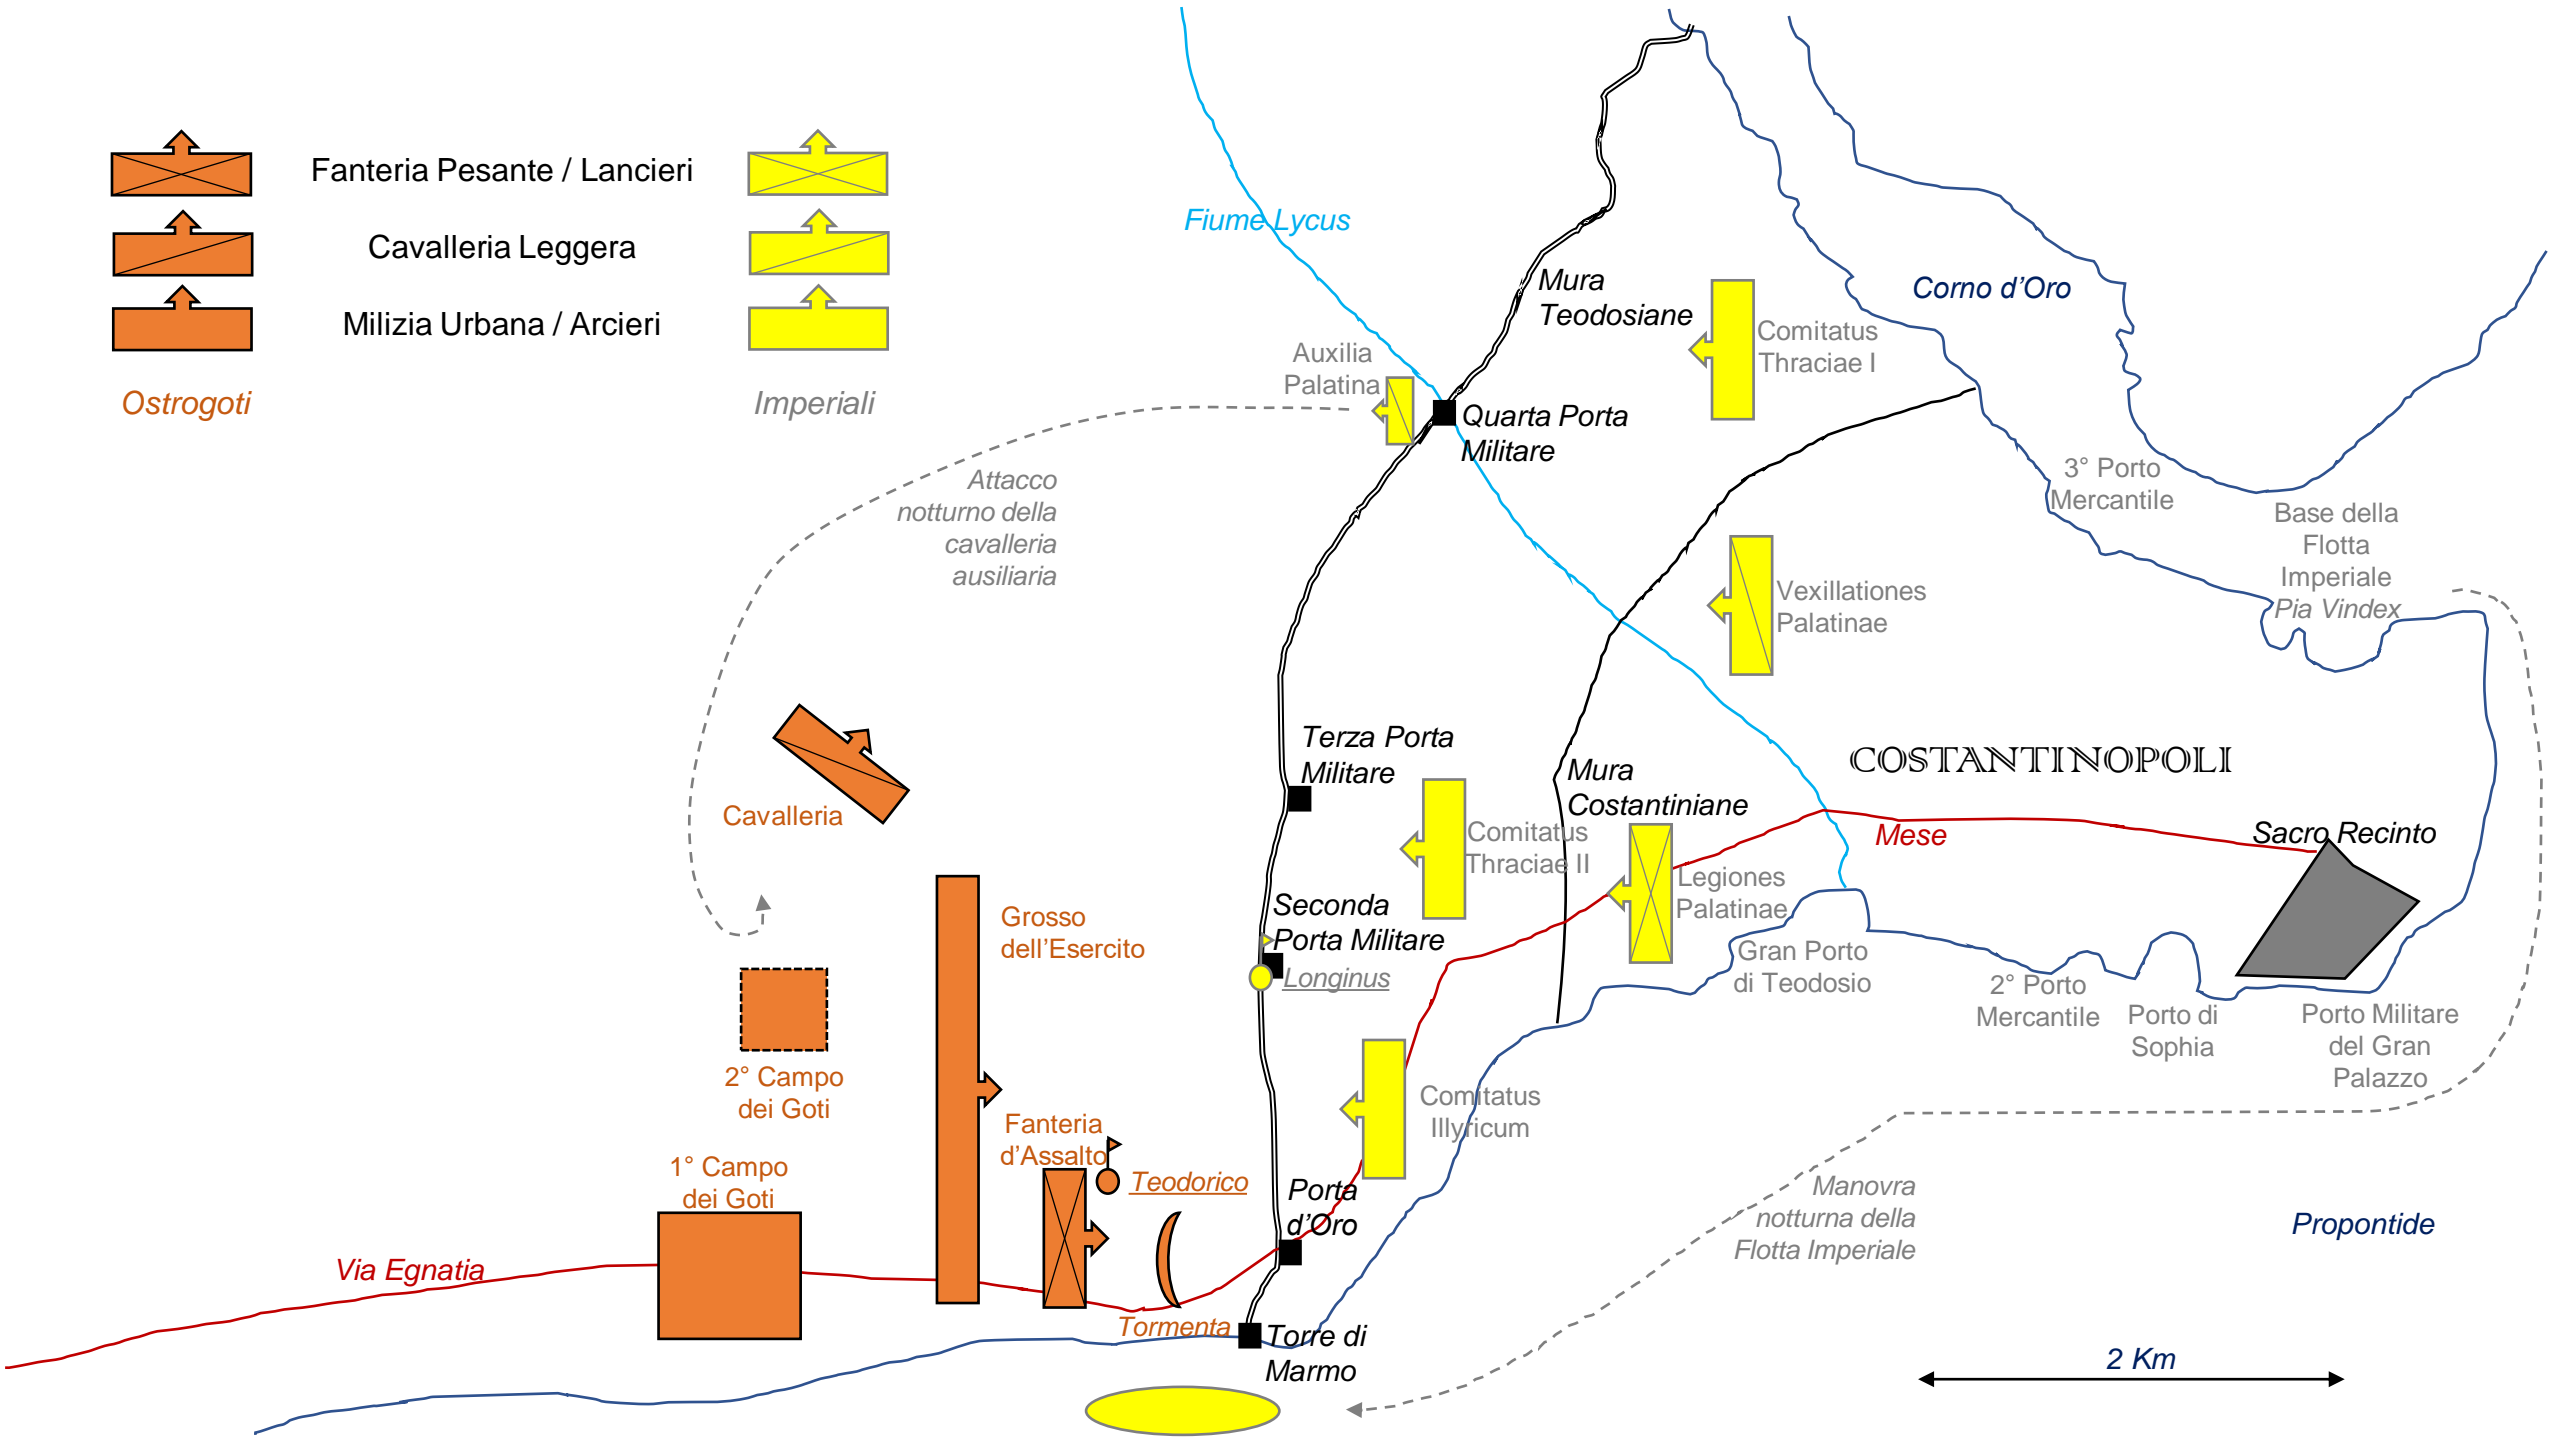 Fanteria Pesante / Lancieri
Cavalleria Leggera
Milizia Urbana / Arcieri
Ostrogoti
Imperiali
Fiume Lycus
Mura
Teodosiane
Corno d'Oro
Comitatus
Thraciae I
Auxilia
Palatina
Quarta Porta
Militare
Attacco
notturno della
cavalleria
ausiliaria
3° Porto
Mercantile
Base della
Flotta
Imperiale
Pia Vindex
Vexillationes
Palatinae
Terza Porta
Militare
Mura
Costantiniane
COSTANTINOPOLI
Cavalleria
Comitatus
Thraciae II
Mese
Sacro Recinto
Legiones
Palatinae
Grosso
dell'Esercito
Seconda
Porta Militare
Longinus
Gran Porto
di Teodosio
2° Porto
Mercantile
Porto di
Sophia
Porto Militare
del Gran
Palazzo
2° Campo
dei Goti
Fanteria
d'Assalto
Comitatus
Illyricum
1° Campo
dei Goti
Teodorico
Porta
d'Oro
Manovra
notturna della
Flotta Imperiale
Propontide
Via Egnatia
Tormenta
Torre di
Marmo
2 Km